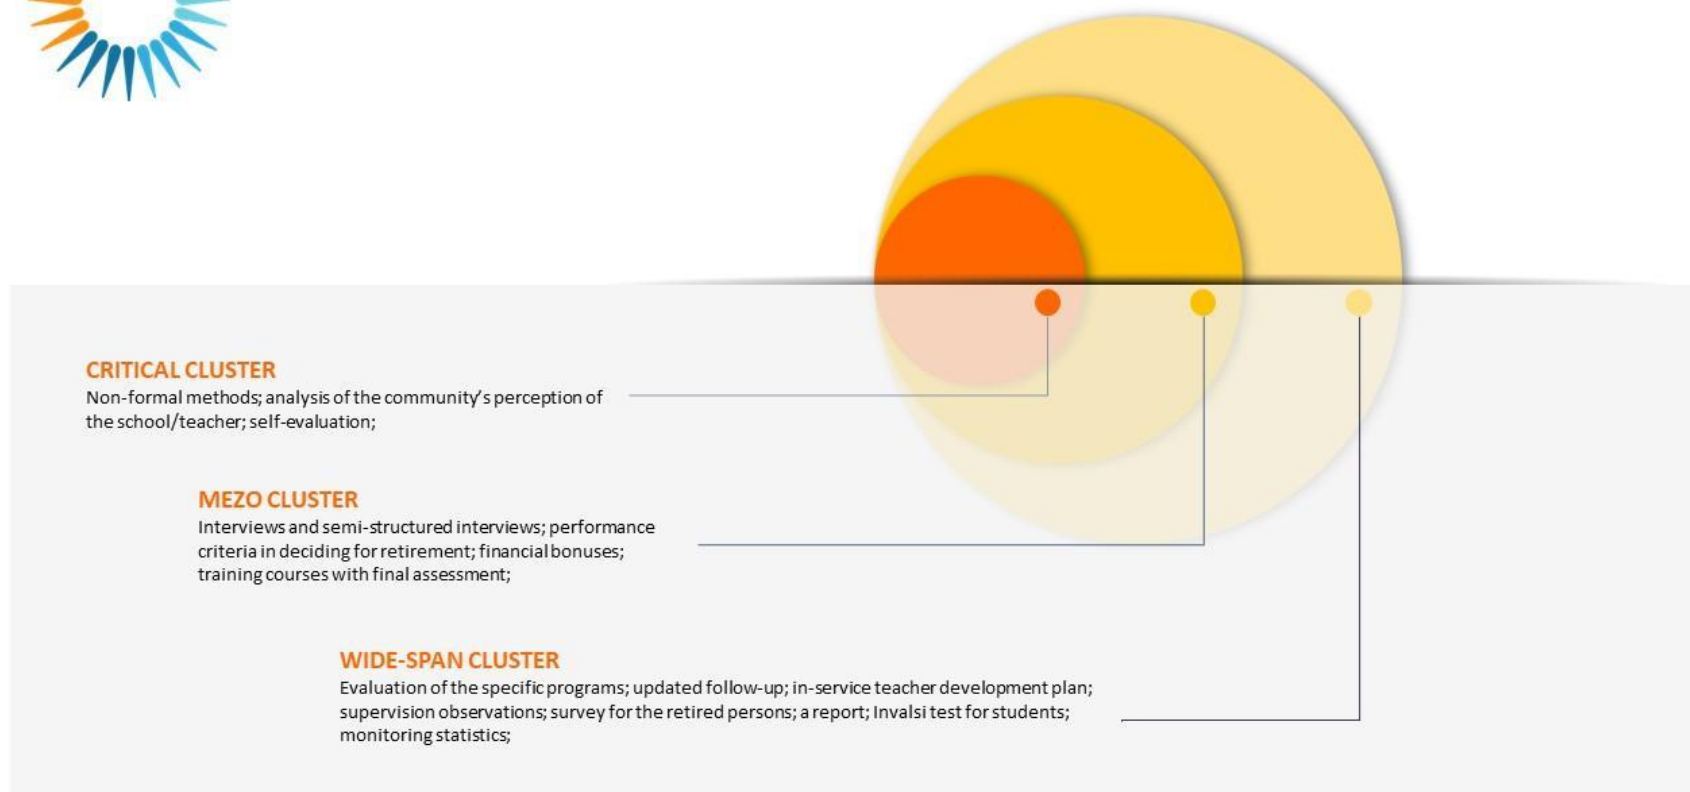 CRITICAL CLUSTER
Non-formal methods; analysis of the community's perception of
the school/teacher; self-evaluation;
MEZO CLUSTER
Interviews and semi-structured interviews; performance
criteria in deciding for retirement; financial bonuses;
training courses with final assessment;
WIDE-SPAN CLUSTER
Evaluation of the specific programs; updated follow-up; in-service teacher development plan;
supervision observations; survey for the retired persons; a report; Invalsi test for students;
monitoring statistics;